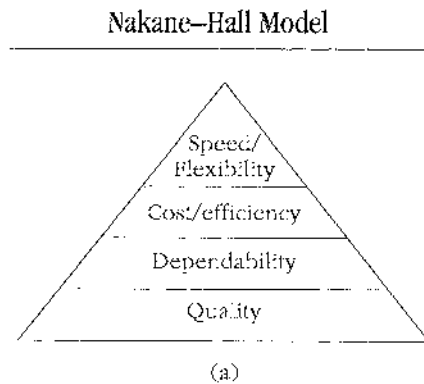 Nakane–Hall Model
Speed/
Flexibility
Cost/efficiency
Dependability
Quality
(a)